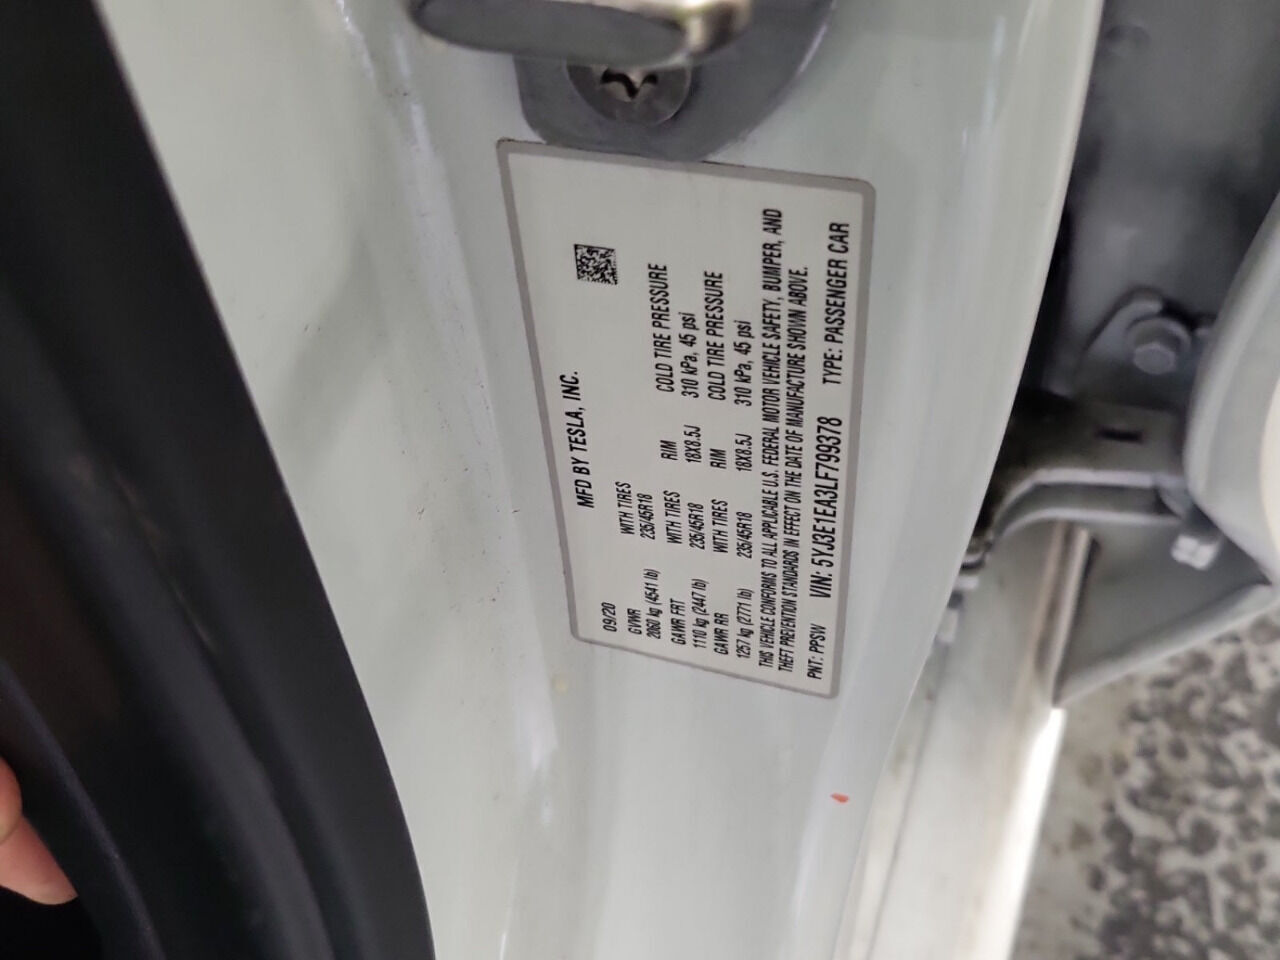 MFD BY TESLA, INC.
09/20
GVWR
2060 kg (4541 lb)
WITH TIRES
235/45R18
GAWR FRT WITH TIRES RIM COLD TIRE PRESSURE
1110 kg (2447 lb) 235/45R18 18X8.5J 310 kPa, 45 psi
GAWR RR WITH TIRES RIM COLD TIRE PRESSURE
1257 kg (2771 lb) 235/45R18 18X8.5J 310 kPa, 45 psi
THIS VEHICLE CONFORMS TO ALL APPLICABLE U.S. FEDERAL MOTOR VEHICLE SAFETY, BUMPER, AND
THEFT PREVENTION STANDARDS IN EFFECT ON THE DATE OF MANUFACTURE SHOWN ABOVE.
PNT: PPSW VIN: 5YJ3E1EA3LF799378 TYPE: PASSENGER CAR